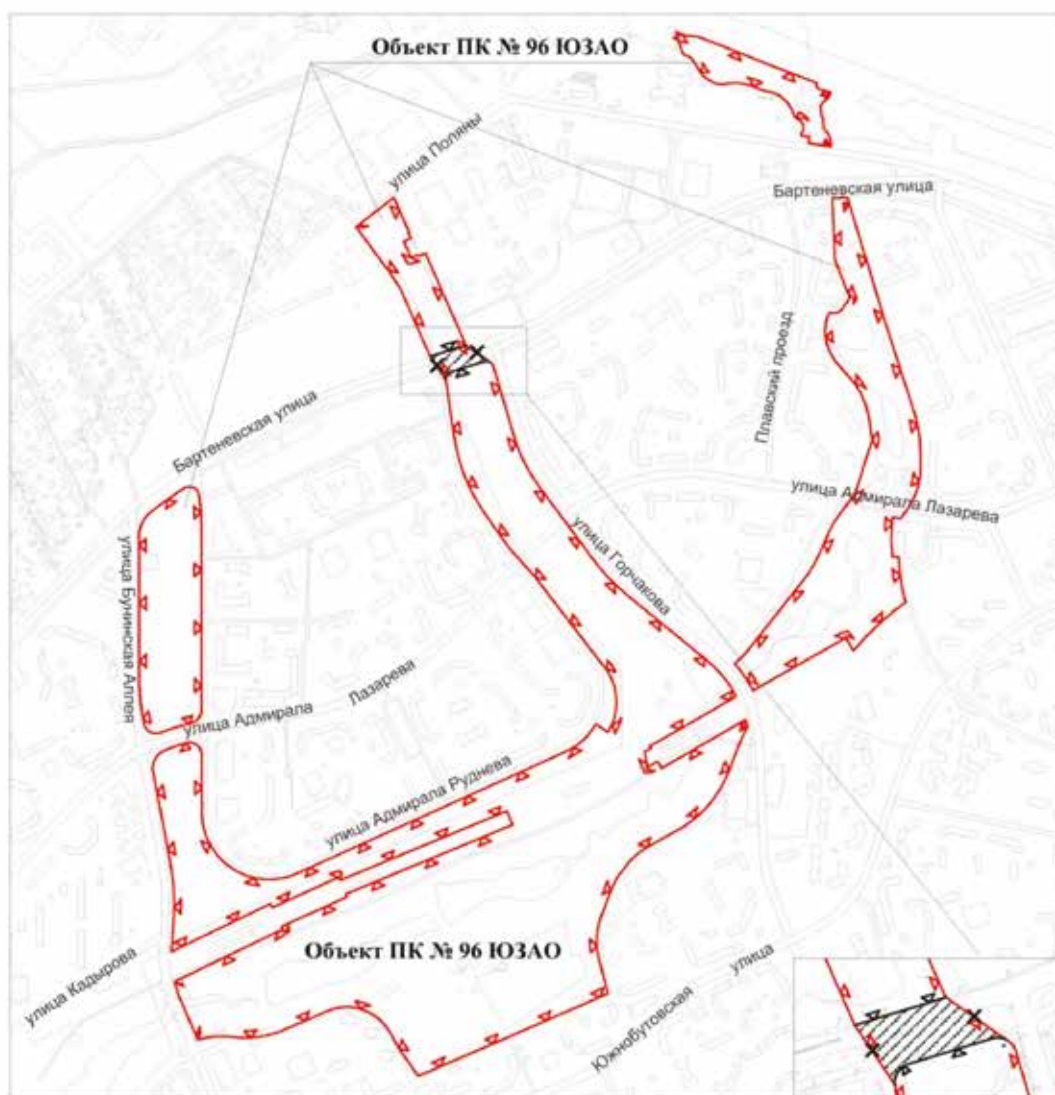 Объект ПК № 96 ЮЗАО
улица Поляны
Бартеневская улица
Плавский проезд
Бартеневская улица
улица Адмирала Лазарева
улица Горчакова
улица Бунинская Аллея
улица Адмирала Лазарева
улица Адмирала Руднева
Объект ПК № 96 ЮЗАО
улица Кадырова
Южнобутовская улица